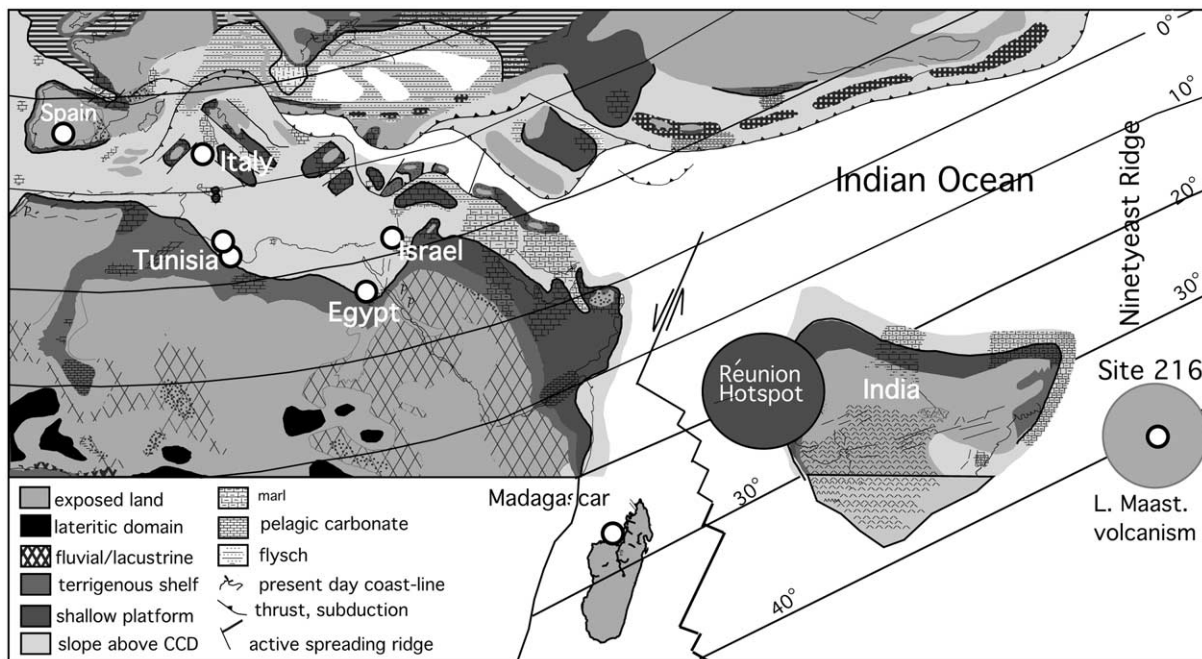 0°
Spain
10°
Italy
Indian Ocean
Ninetyeast Ridge
20°
Tunisia
Israel
Egypt
30°
Réunion
Hotspot
India
Site 216
L. Maast.
volcanism
Madagascar
30°
40°
exposed land
lateritic domain
fluvial/lacustrine
terrigenous shelf
shallow platform
slope above CCD
marl
pelagic carbonate
flysch
present day coast-line
thrust, subduction
active spreading ridge